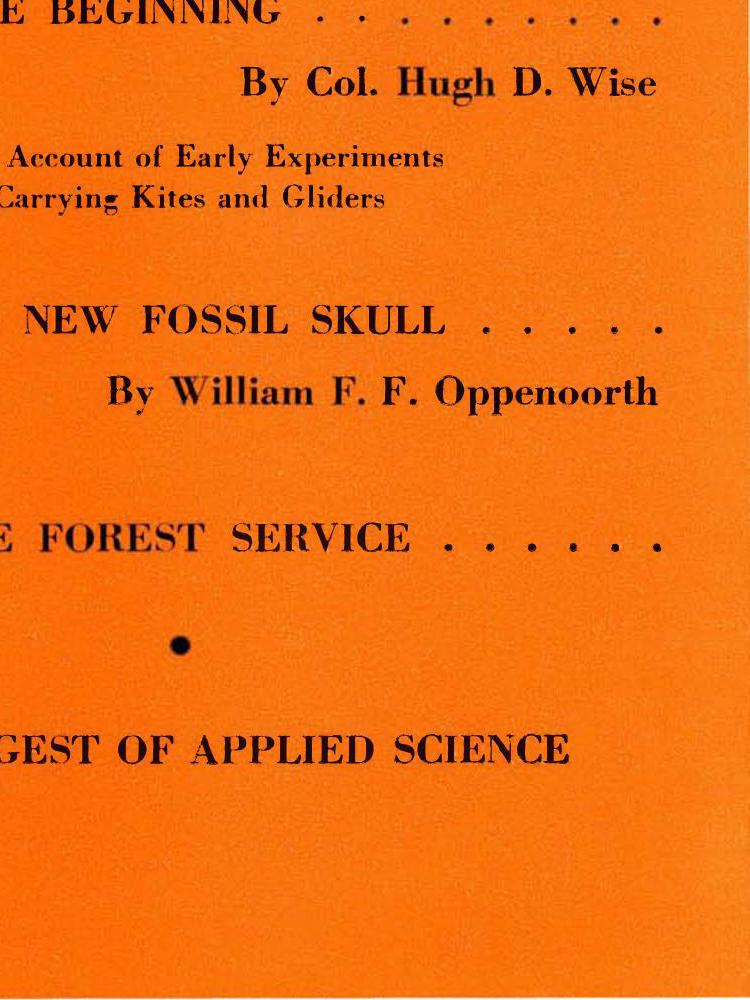 E BEGINNING . . . . . . . . .
By Col. Hugh D. Wise
Account of Early Experiments
Carrying Kites and Gliders
NEW FOSSIL SKULL . . . . .
By William F. F. Oppenoorth
E FOREST SERVICE . . . . . .
•
GEST OF APPLIED SCIENCE